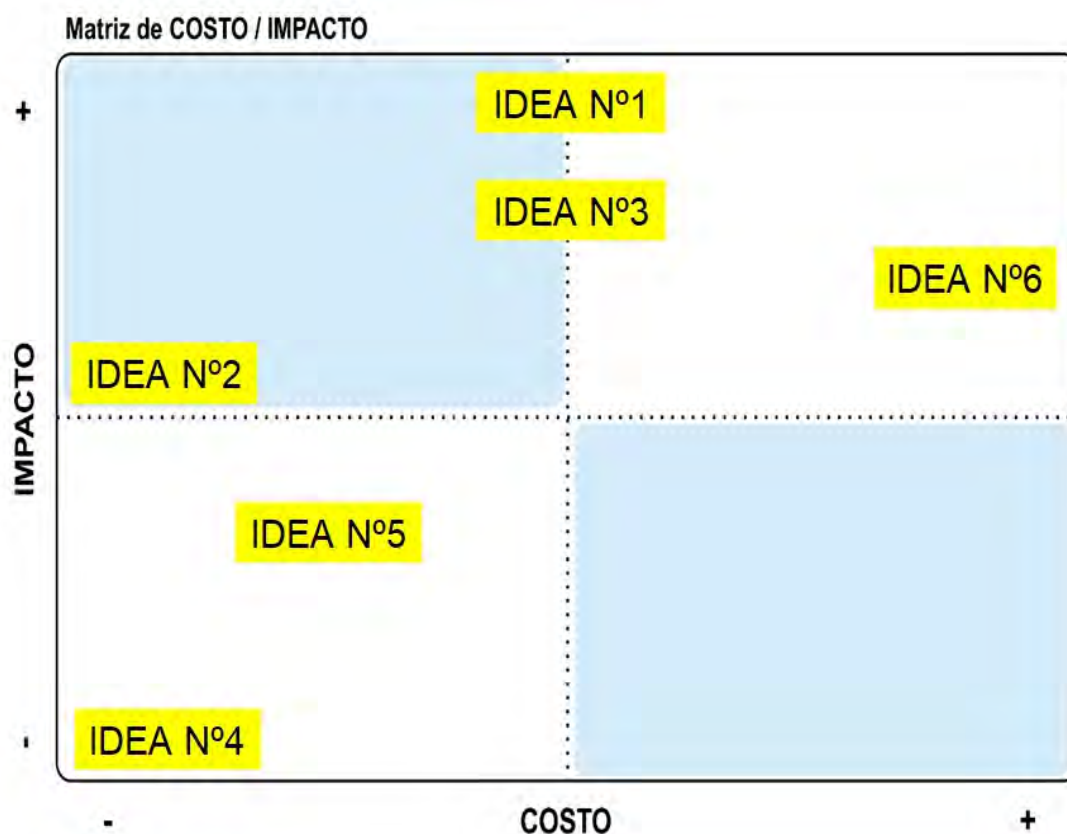 Matriz de COSTO / IMPACTO
+
IDEA Nº1
IDEA Nº3
IDEA Nº6
IDEA Nº2
IMPACTO
IDEA Nº5
IDEA Nº4
-
-
COSTO
+